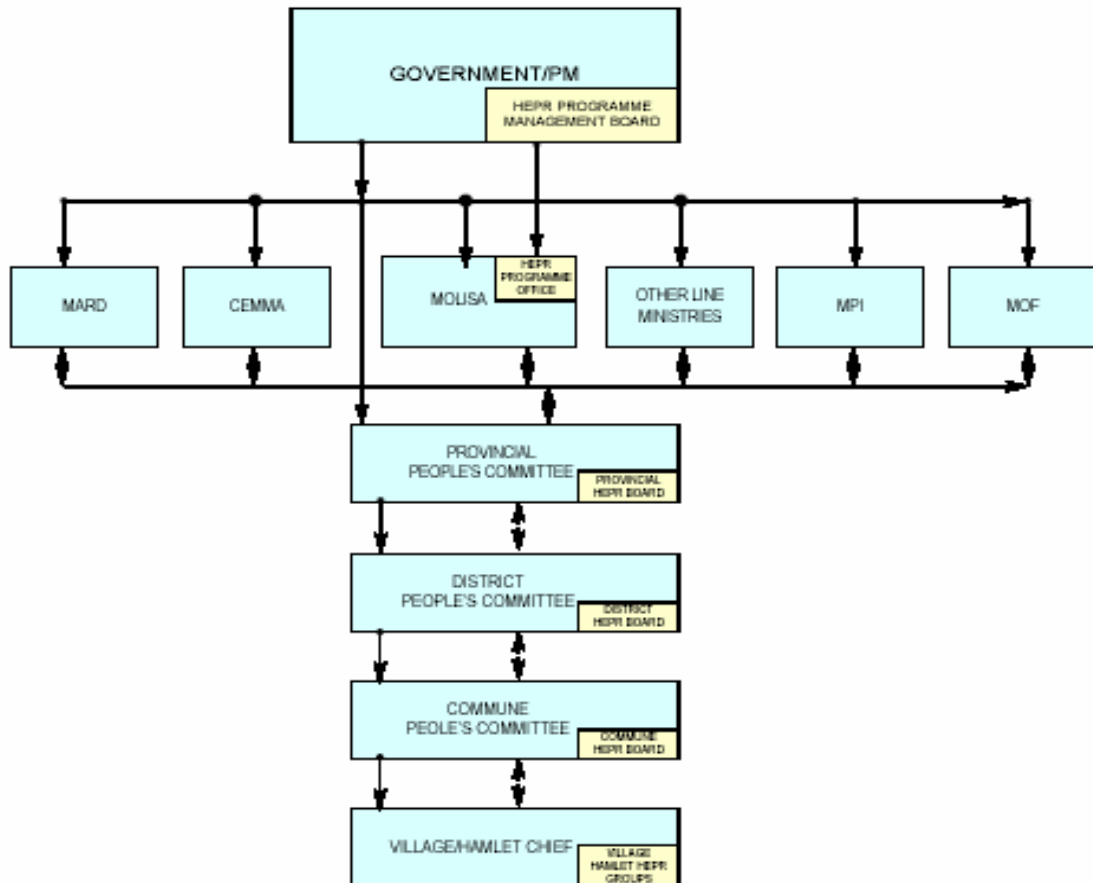 GOVERNMENT/PM
HEPR PROGRAMME
MANAGEMENT BOARD
MARD
CEMMA
MOLISA
HEPR
PROGRAMME
OFFICE
OTHER LINE
MINISTRIES
MPI
MOF
PROVINCIAL
PEOPLE'S COMMITTEE
PROVINCIAL
HEPR BOARD
DISTRICT
PEOPLE'S COMMITTEE
DISTRICT
HEPR BOARD
COMMUNE
PEOLE'S COMMITTEE
COMMUNE
HEPR BOARD
VILLAGE/HAMLET CHIEF
VILLAGE
HAMLET HEPR
GROUPS